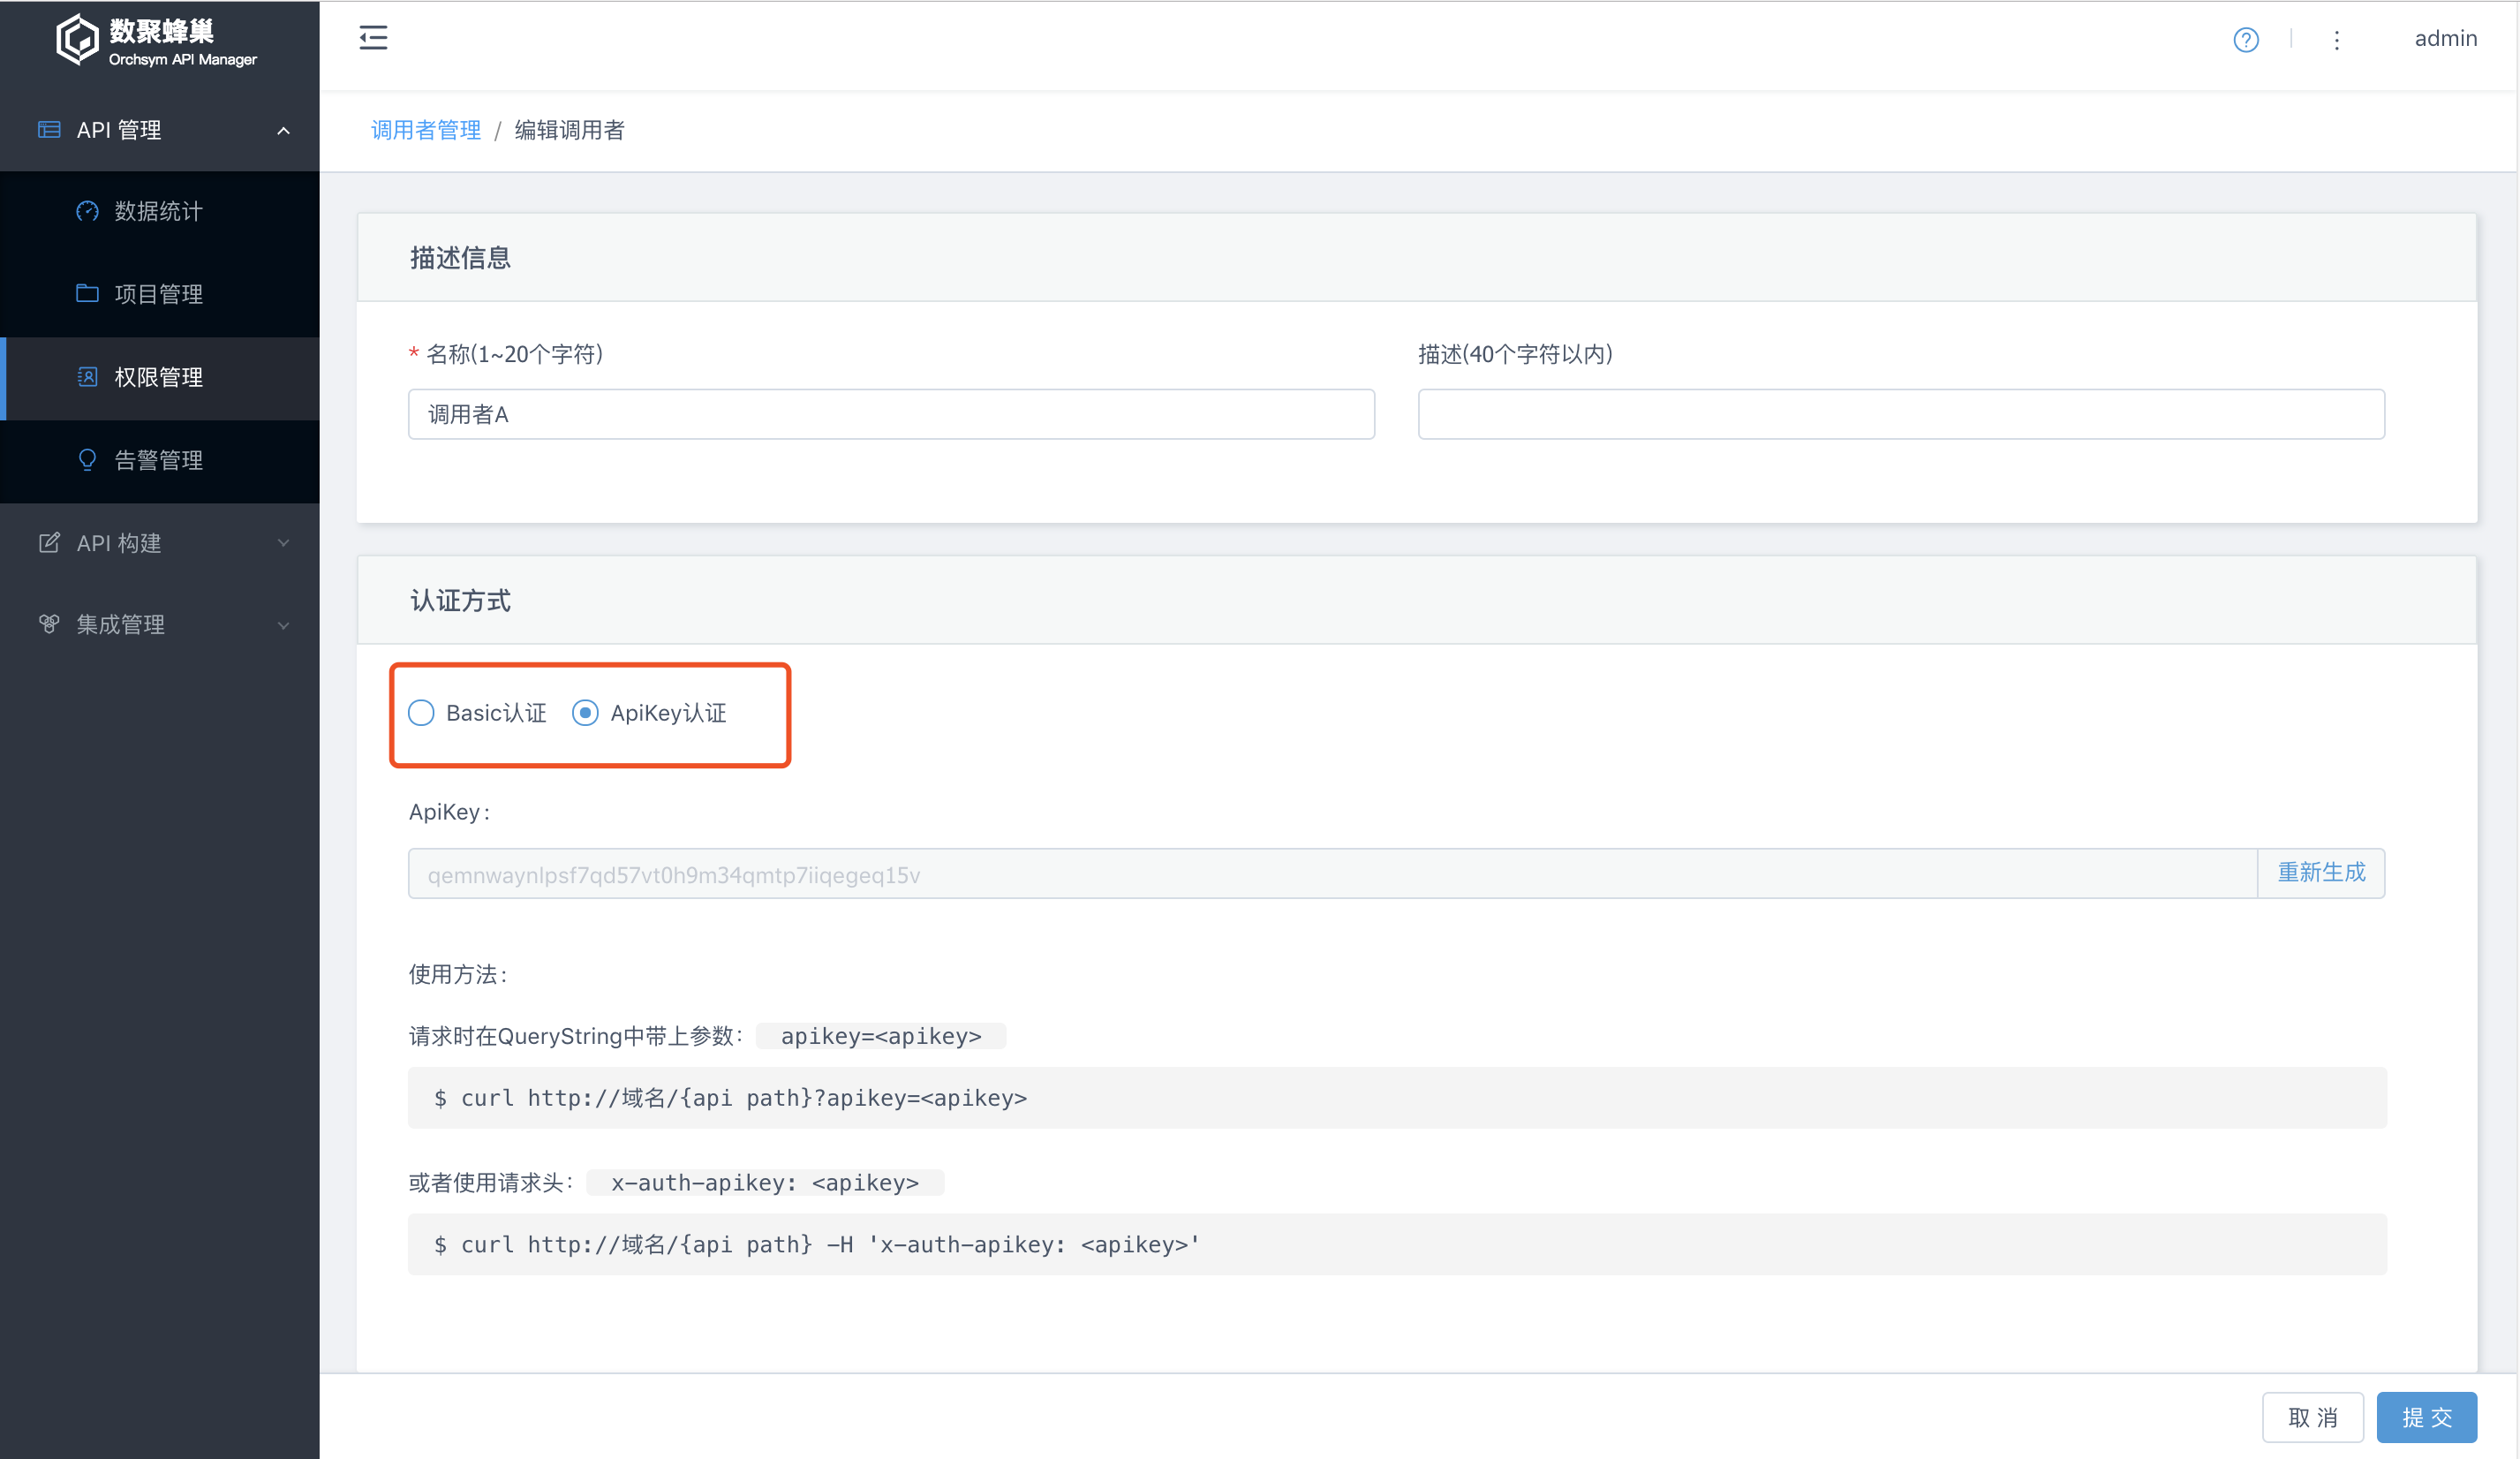 数聚蜂巢
Orchsym API Manager
admin
API 管理
数据统计
项目管理
权限管理
告警管理
API 构建
集成管理
调用者管理 / 编辑调用者
描述信息
* 名称(1~20个字符)
调用者A
描述(40个字符以内)
认证方式
Basic认证
ApiKey认证
ApiKey:
qemnwaynlpsf7qd57vt0h9m34qmtp7iiqegeq15v
重新生成
使用方法:
请求时在QueryString中带上参数: apikey=<apikey>
$ curl http://域名/{api path}?apikey=<apikey>
或者使用请求头: x-auth-apikey: <apikey>
$ curl http://域名/{api path} -H 'x-auth-apikey: <apikey>'
取 消
提 交